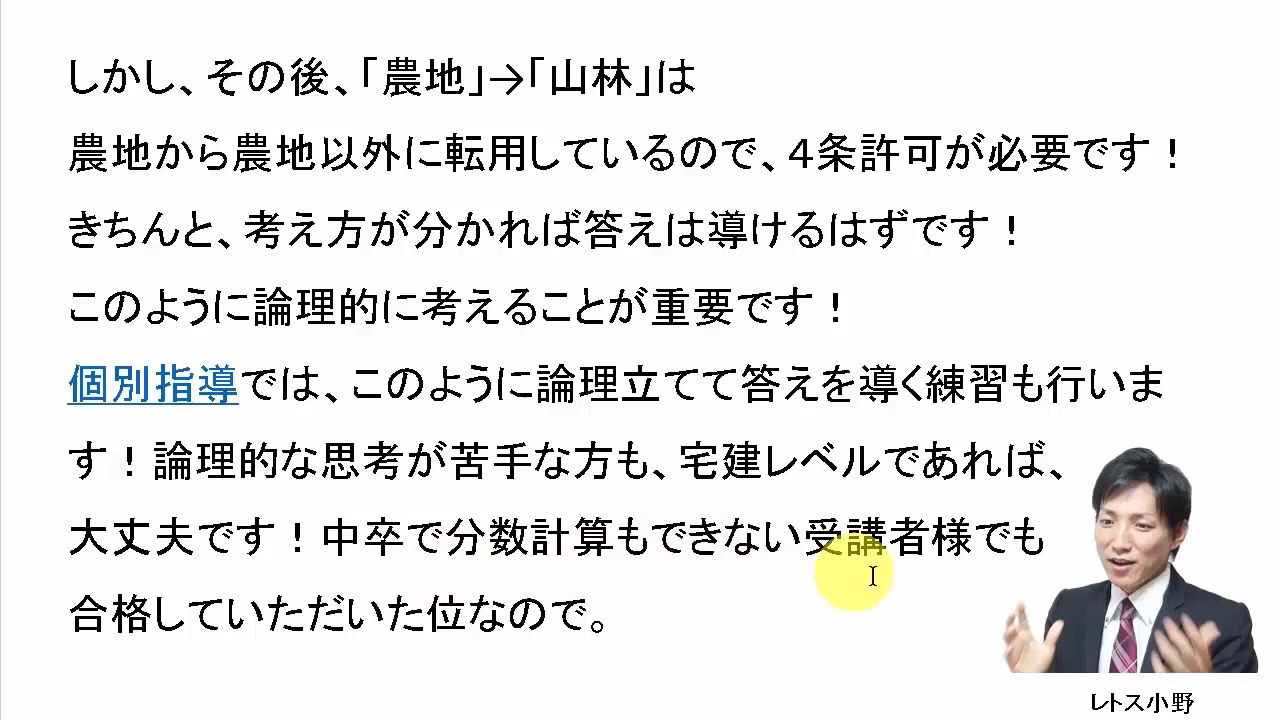 しかし、その後、「農地」→「山林」は
農地から農地以外に転用しているので、４条許可が必要です！
きちんと、考え方が分かれば答えは導けるはずです！
このように論理的に考えることが重要です！
個別指導では、このように論理立てて答えを導く練習も行いま
す！論理的な思考が苦手な方も、宅建レベルであれば、
大丈夫です！中卒で分数計算もできない受講者様でも
合格していただいた位なので。
レトス小野